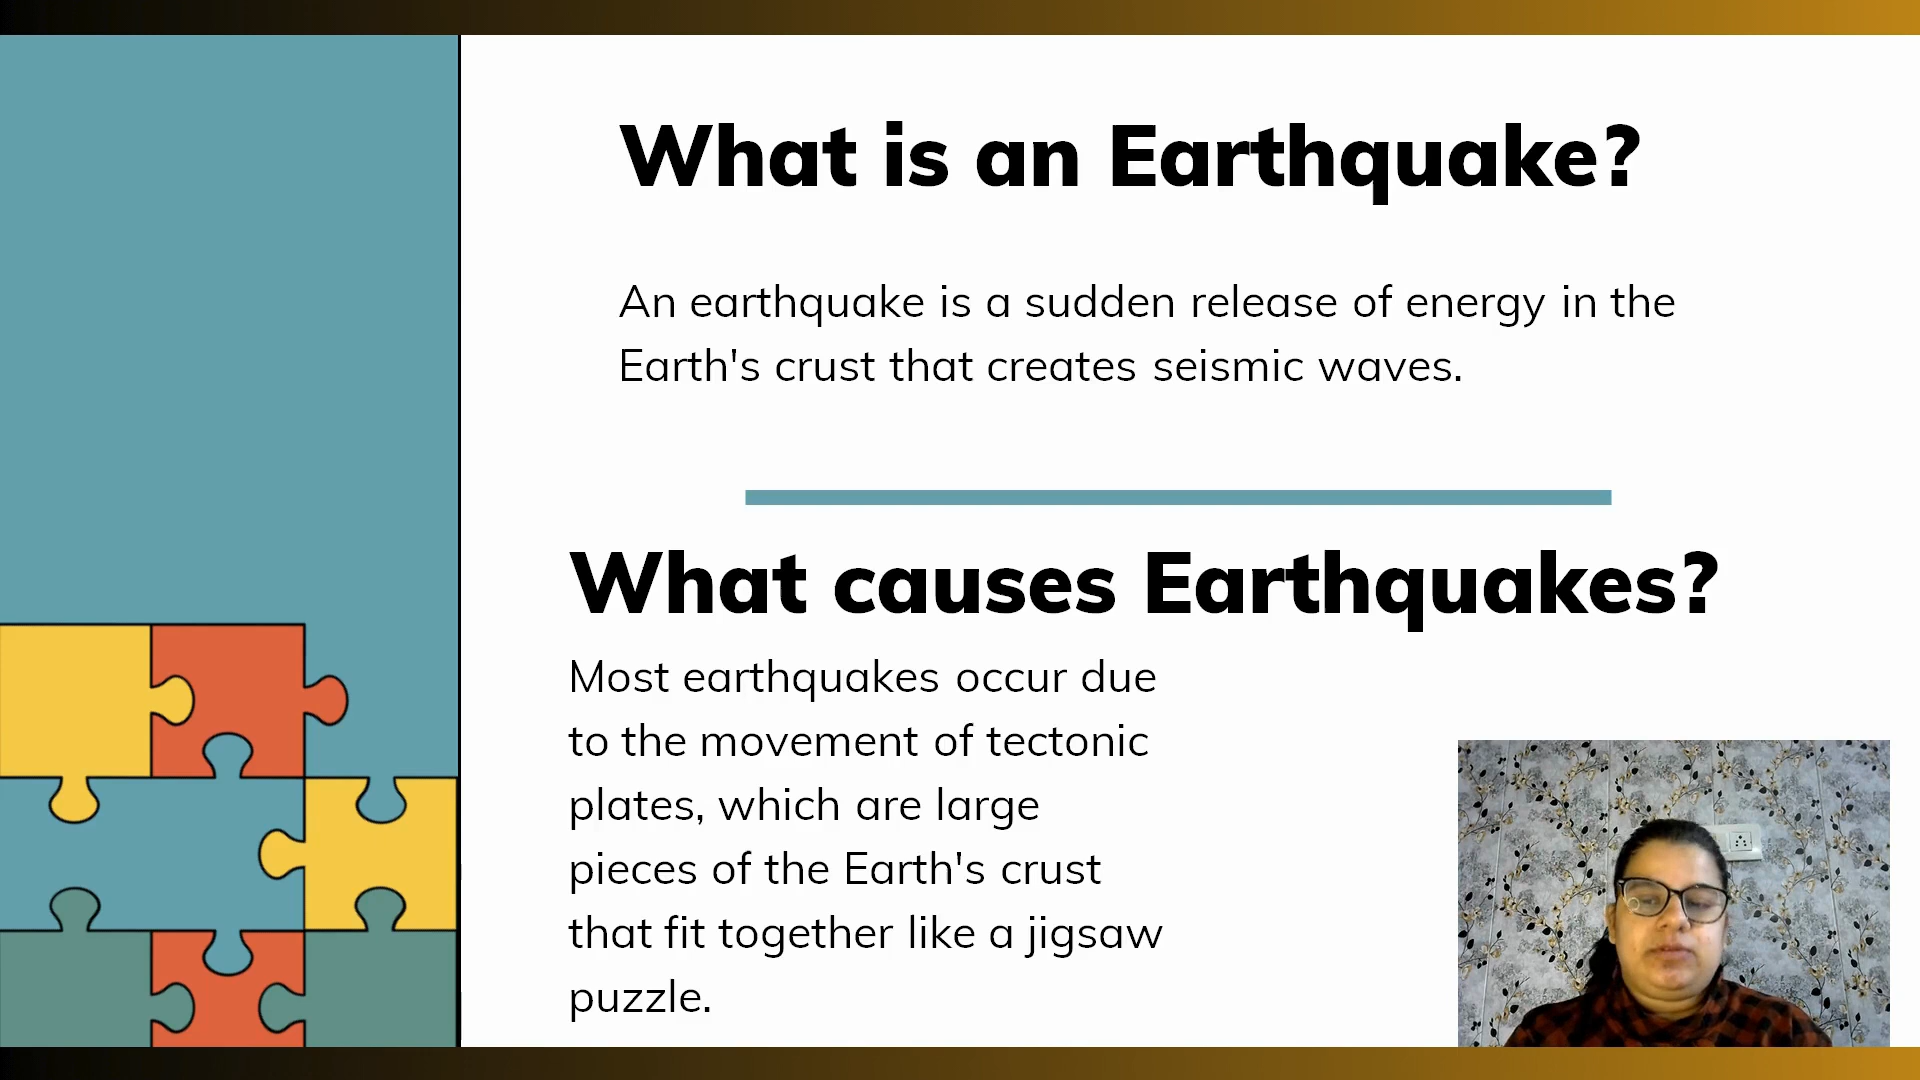 What is an Earthquake?
An earthquake is a sudden release of energy in the
Earth's crust that creates seismic waves.
What causes Earthquakes?
Most earthquakes occur due
to the movement of tectonic
plates, which are large
pieces of the Earth's crust
that fit together like a jigsaw
puzzle.